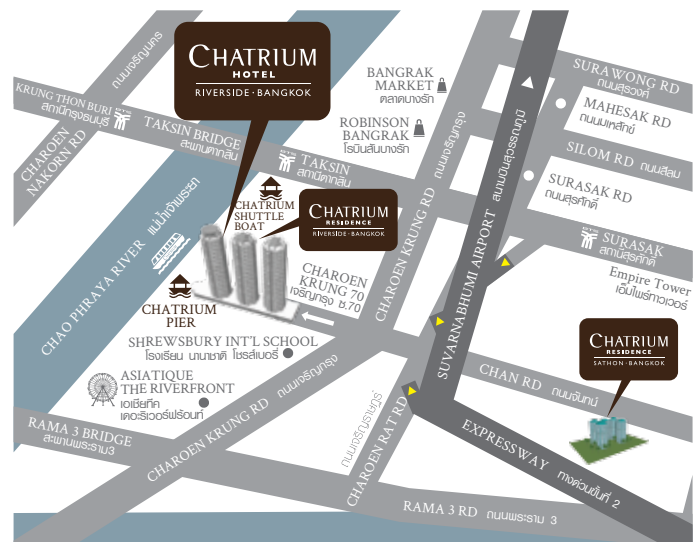 CHATRIUM
HOTEL
RIVERSIDE · BANGKOK
ถนนเจริญนคร
CHAROEN
NAKORN RD
KRUNG THON BURI
สถานีกรุงธนบุรี
TAKSIN BRIDGE
สะพานตากสิน
BANGRAK
MARKET
ตลาดบางรัก
ROBINSON
BANGRAK
โรบินสันบางรัก
TAKSIN
สถานีตากสิน
SURAWONG RD
ถนนสุรวงศ์
MAHESAK RD
ถนนมเหสักข์
SILOM RD ถนนสีลม
SURASAK RD
ถนนสุรศักดิ์
SURASAK
สถานีสุรศักดิ์
Empire Tower
เอ็มไพร์ทาวเวอร์
CHAROEN KRUNG RD ถนนเจริญกรุง
SUVARNABHUMI AIRPORT สนามบินสุวรรณภูมิ
CHATRIUM
SHUTTLE
BOAT
CHATRIUM
RESIDENCE
RIVERSIDE · BANGKOK
CHAO PHRAYA RIVER แม่น้ำเจ้าพระยา
CHATRIUM
PIER
CHAROEN
KRUNG 70
เจริญกรุง ซ.70
SHREWSBURY INT'L SCHOOL
โรงเรียน นานาชาติ โชรส์เบอรี่
ASIATIQUE
THE RIVERFRONT
เอเชียทีค
เดอะริเวอร์ฟร้อนท์
CHATRIUM
RESIDENCE
SATHON · BANGKOK
CHAN RD ถนนจันทน์
CHAROEN KRUNG RD ถนนเจริญกรุง
RAMA 3 BRIDGE
สะพานพระราม3
CHAROEN RAT RD
ถนนเจริญราษฎร์
EXPRESSWAY ทางด่วนขั้นที่ 2
RAMA 3 RD ถนนพระราม 3